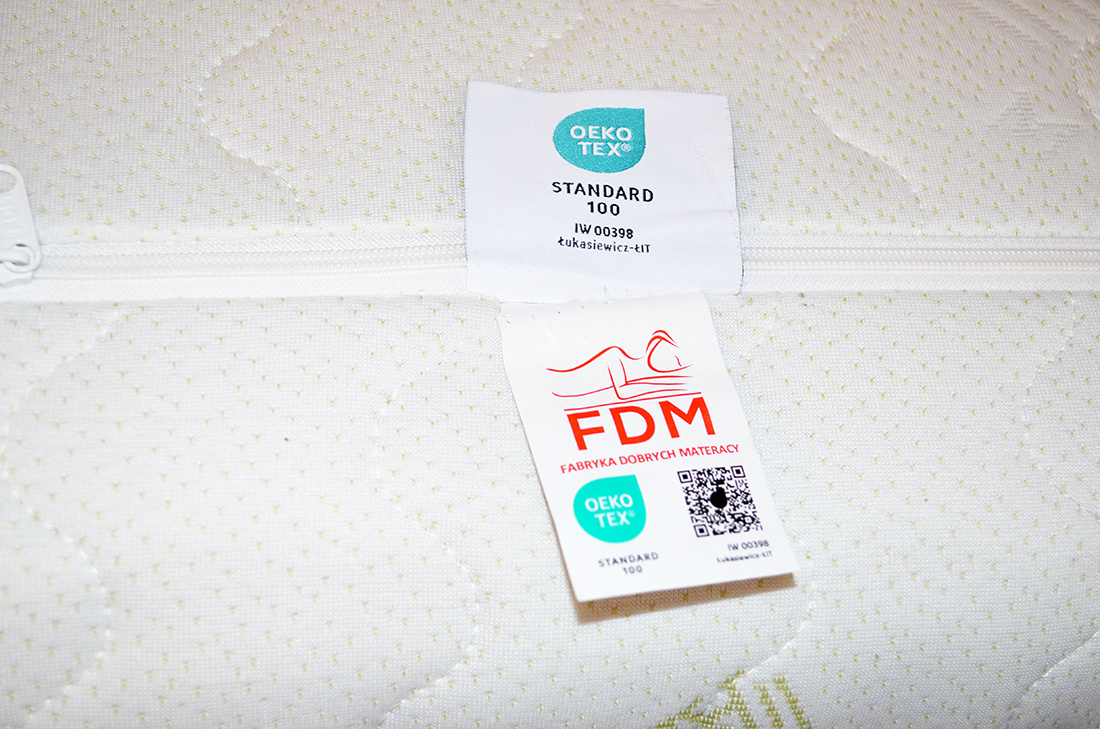 OEKO
TEX®
STANDARD
100
IW 00398
Łukasiewicz-ŁIT
FDM
FABRYKA DOBRYCH MATERACY
OEKO
TEX®
STANDARD
100
IW 00398
Łukasiewicz-ŁIT